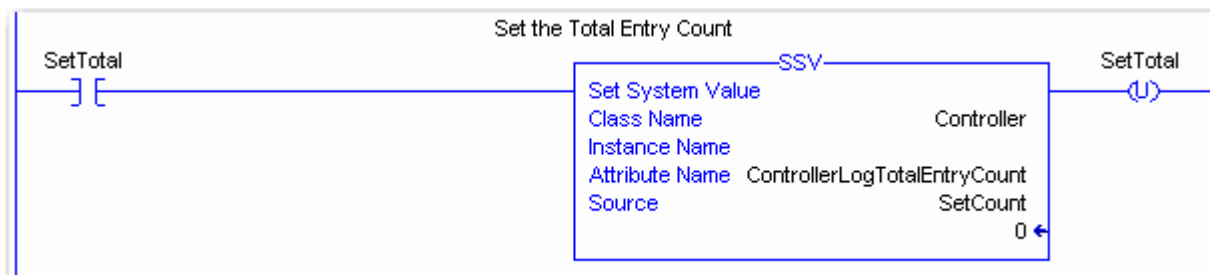 Set the Total Entry Count
SetTotal
SSV
SetTotal
Set System Value
U
Class Name Controller
Instance Name
Attribute Name ControllerLogTotalEntryCount
Source SetCount
0